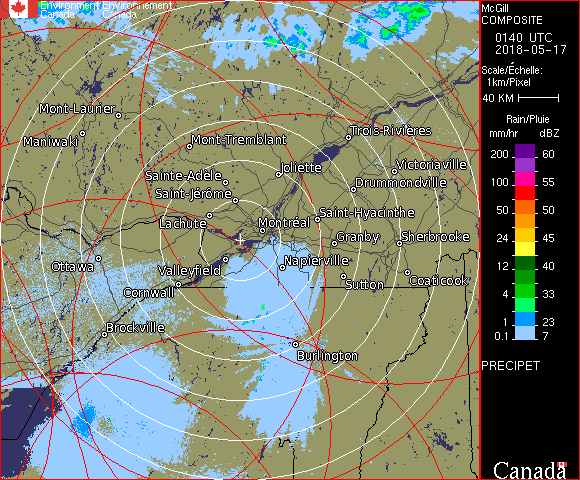 Environment Environnement
Canada Canada
McGill
COMPOSITE
0140 UTC
2018-05-17
Scale/Échelle:
1km/Pixel
40 KM
Rain/Pluie
mm/hr dBZ
200 60
100 55
50 50
24 45
12 40
4 33
1 23
0.1 7
PRECIPET
Canada
Mont-Laurier
Maniwaki
Mont-Tremblant
Trois-Rivières
Sainte-Adèle
Joliette
Victoriaville
Saint-Jérôme
Drummondville
Lachute
Montréal
Saint-Hyacinthe
Granby
Sherbrooke
Ottawa
Valleyfield
Napierville
Cornwall
Sutton
Coaticook
Brockville
Burlington